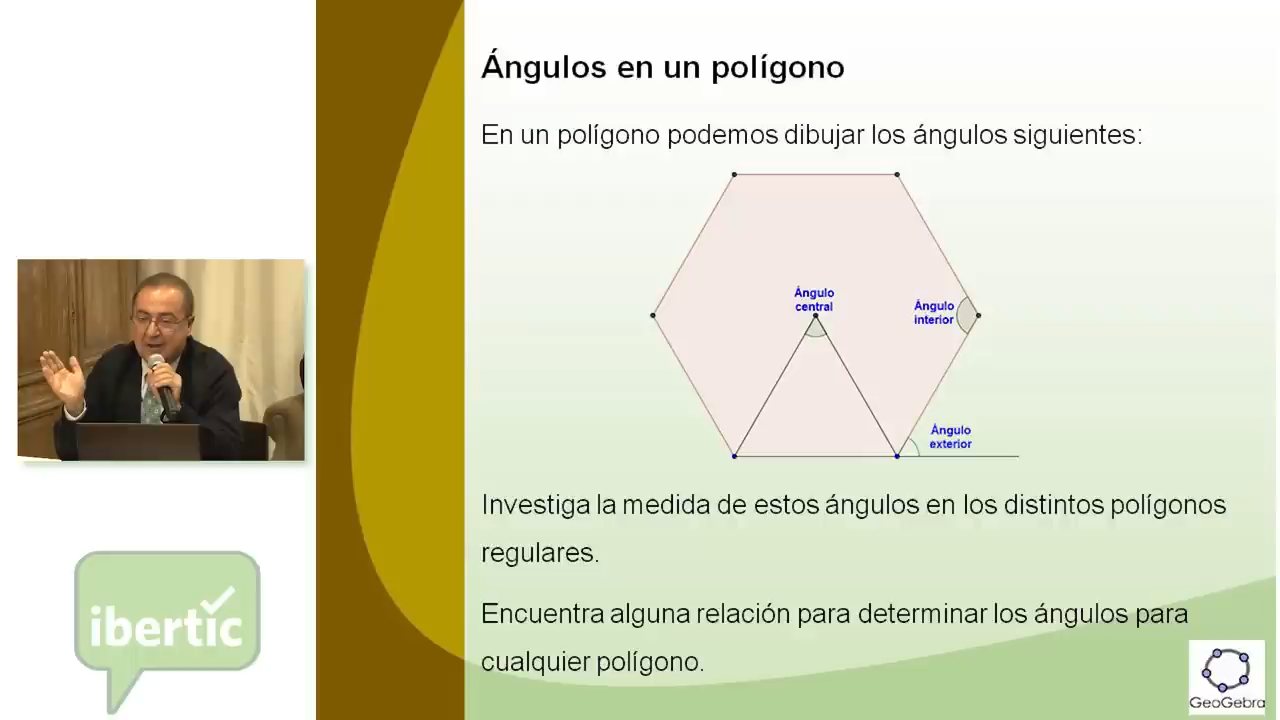 Ángulos en un polígono
En un polígono podemos dibujar los ángulos siguientes:
Ángulo
central
Ángulo
interior
Ángulo
exterior
Investiga la medida de estos ángulos en los distintos polígonos
regulares.
Encuentra alguna relación para determinar los ángulos para
cualquier polígono.
ibertic
GeoGebra